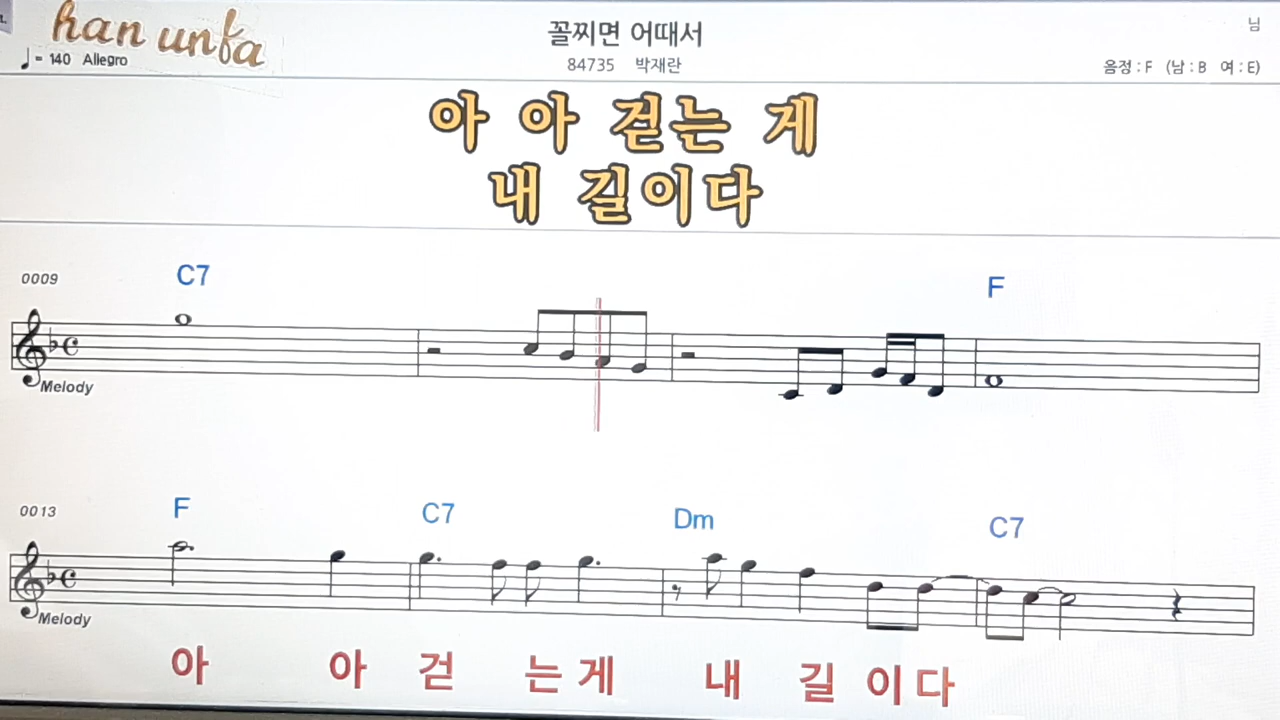 han unfa
♩ = 140 Allegro
꼴찌면 어때서
84735 박재란
님
음정 : F (남 : B 여 : E)
아 아 걷는 게
내 길이다
0009
C7
F
Melody
0013
F
C7
Dm
C7
Melody
아 아 걷 는 게 내 길 이 다